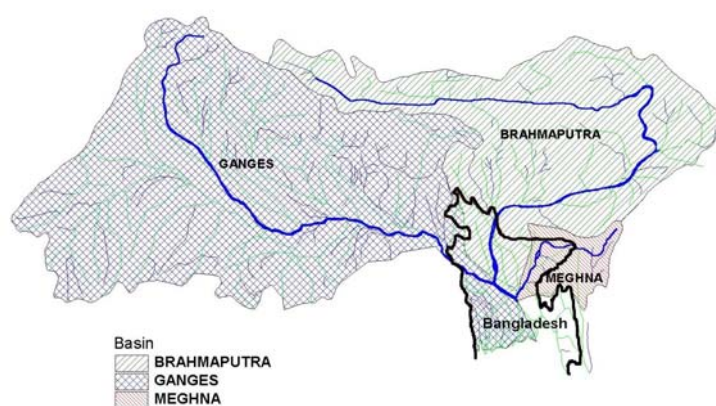 BRAHMAPUTRA
GANGES
MEGHNA
Bangladesh
Basin
BRAHMAPUTRA
GANGES
MEGHNA